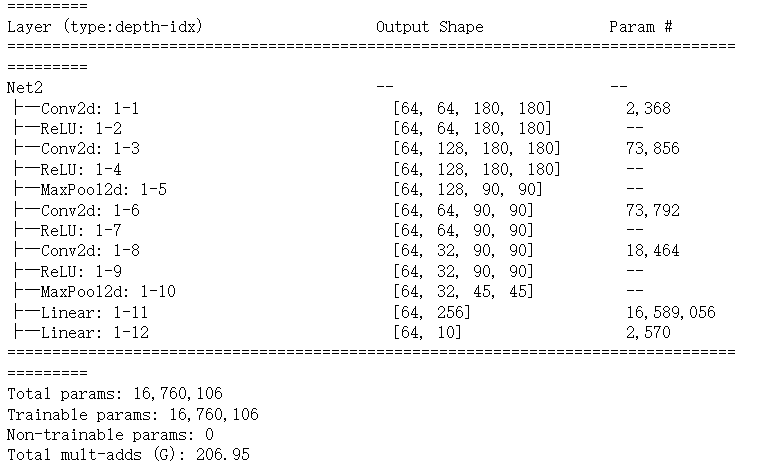 =========
Layer (type:depth-idx) Output Shape Param #
=================================================================================
=========
Net2 -- --
├─Conv2d: 1-1 [64, 64, 180, 180] 2,368
├─ReLU: 1-2 [64, 64, 180, 180] --
├─Conv2d: 1-3 [64, 128, 180, 180] 73,856
├─ReLU: 1-4 [64, 128, 180, 180] --
├─MaxPool2d: 1-5 [64, 128, 90, 90] --
├─Conv2d: 1-6 [64, 64, 90, 90] 73,792
├─ReLU: 1-7 [64, 64, 90, 90] --
├─Conv2d: 1-8 [64, 32, 90, 90] 18,464
├─ReLU: 1-9 [64, 32, 90, 90] --
├─MaxPool2d: 1-10 [64, 32, 45, 45] --
├─Linear: 1-11 [64, 256] 16,589,056
├─Linear: 1-12 [64, 10] 2,570
=================================================================================
=========
Total params: 16,760,106
Trainable params: 16,760,106
Non-trainable params: 0
Total mult-adds (G): 206.95